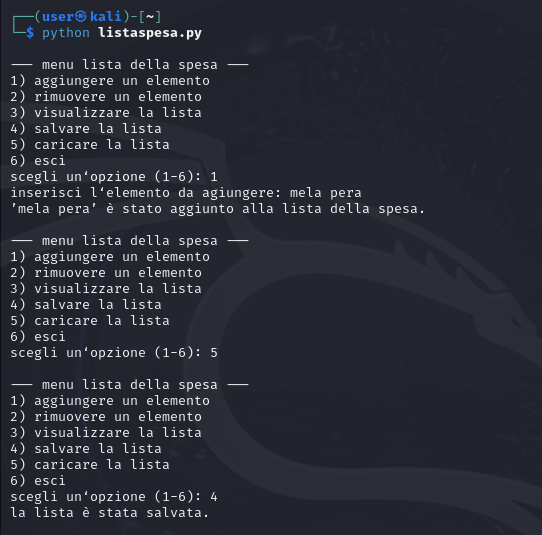 ┌──(user㉿kali)-[~]
└─$ python listaspesa.py

─── menu lista della spesa ───
1) aggiungere un elemento
2) rimuovere un elemento
3) visualizzare la lista
4) salvare la lista
5) caricare la lista
6) esci
scegli un‘opzione (1-6): 1
inserisci l‘elemento da agiungere: mela pera
’mela pera’ è stato aggiunto alla lista della spesa.

─── menu lista della spesa ───
1) aggiungere un elemento
2) rimuovere un elemento
3) visualizzare la lista
4) salvare la lista
5) caricare la lista
6) esci
scegli un‘opzione (1-6): 5

─── menu lista della spesa ───
1) aggiungere un elemento
2) rimuovere un elemento
3) visualizzare la lista
4) salvare la lista
5) caricare la lista
6) esci
scegli un‘opzione (1-6): 4
la lista è stata salvata.